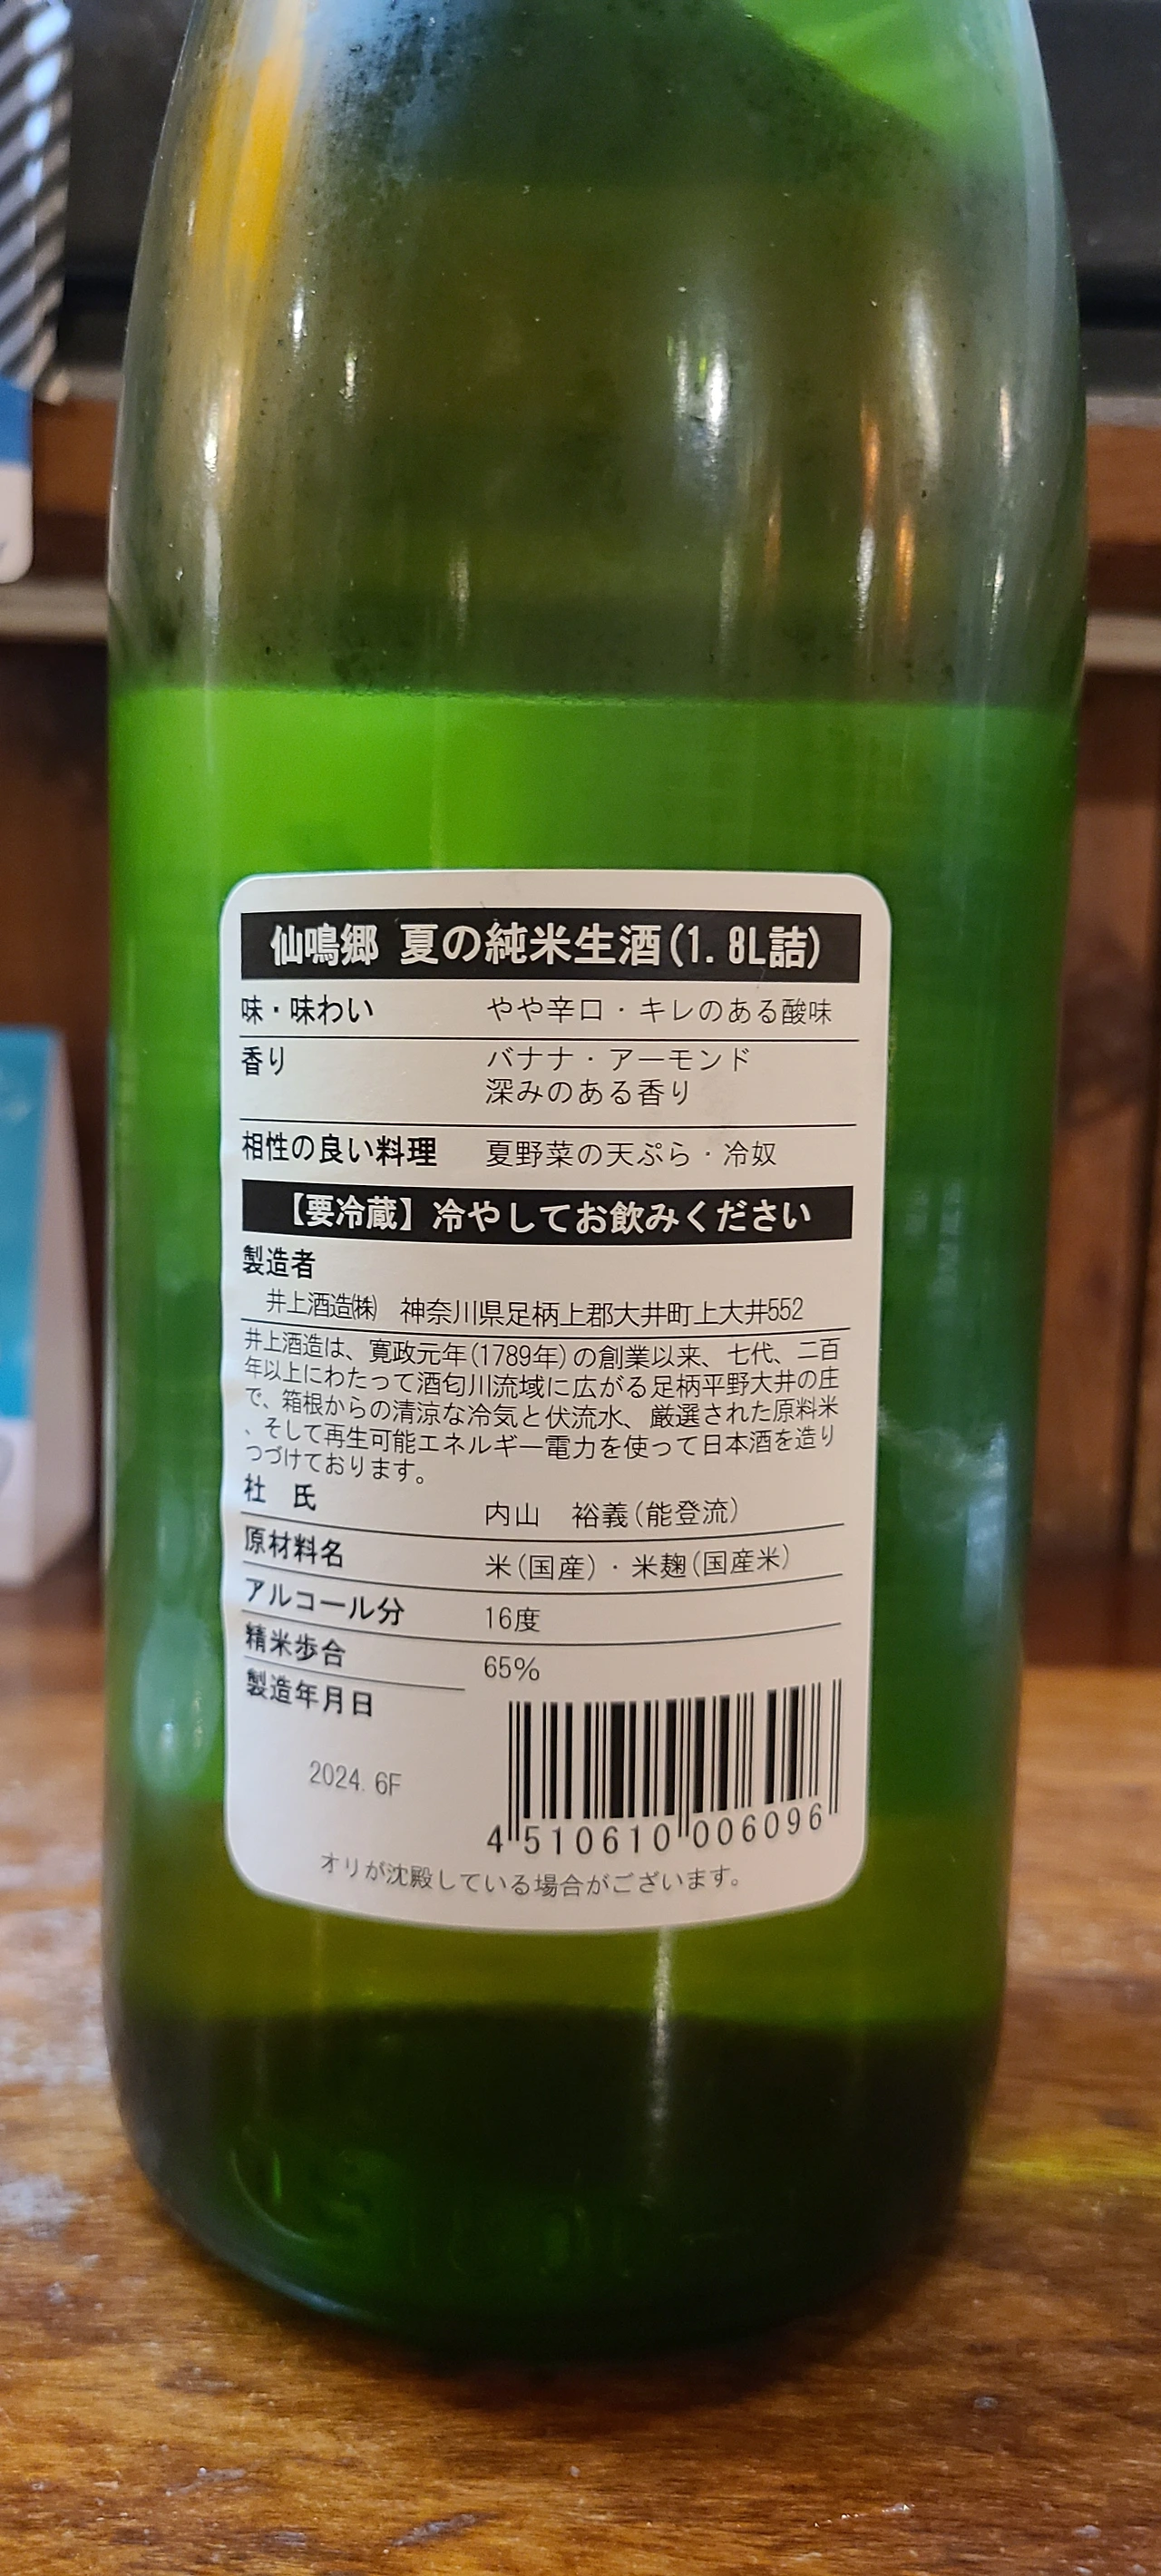 仙鳴郷 夏の純米生酒(1.8L詰)
味・味わい やや辛口・キレのある酸味
香り バナナ・アーモンド
深みのある香り
相性の良い料理 夏野菜の天ぷら・冷奴
【要冷蔵】冷やしてお飲みください
製造者
井上酒造㈱ 神奈川県足柄上郡大井町上大井552
井上酒造は、寛政元年(1789年)の創業以来、七代、二百
年以上にわたって酒匂川流域に広がる足柄平野大井の庄
で、箱根からの清涼な冷気と伏流水、厳選された原料米
、そして再生可能エネルギー電力を使って日本酒を造り
つづけております。
杜 氏 内山 裕義(能登流)
原材料名 米(国産)・米麹(国産米)
アルコール分 16度
精米歩合 65%
製造年月日
2024. 6F
4 510610 006096
オリが沈殿している場合がございます。